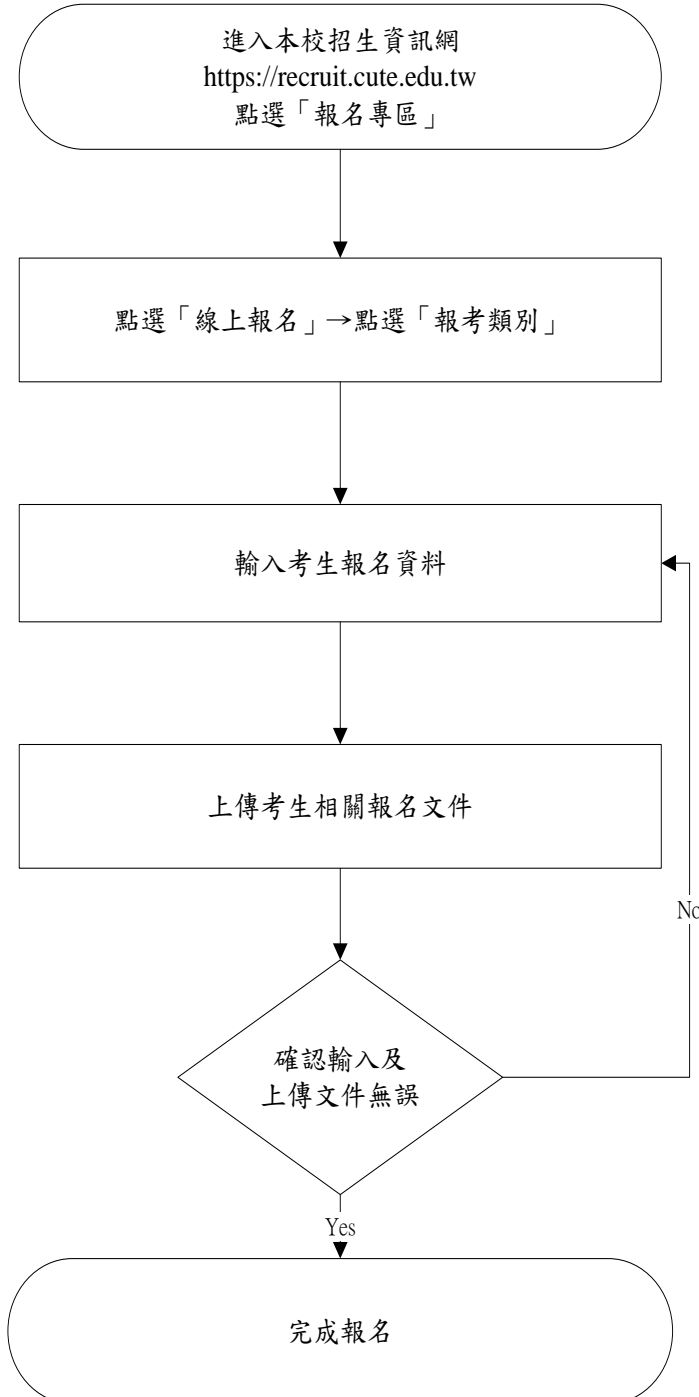 進入本校招生資訊網
https://recruit.cute.edu.tw
點選「報名專區」
點選「線上報名」→點選「報考類別」
輸入考生報名資料
上傳考生相關報名文件
No
確認輸入及
上傳文件無誤
Yes
完成報名